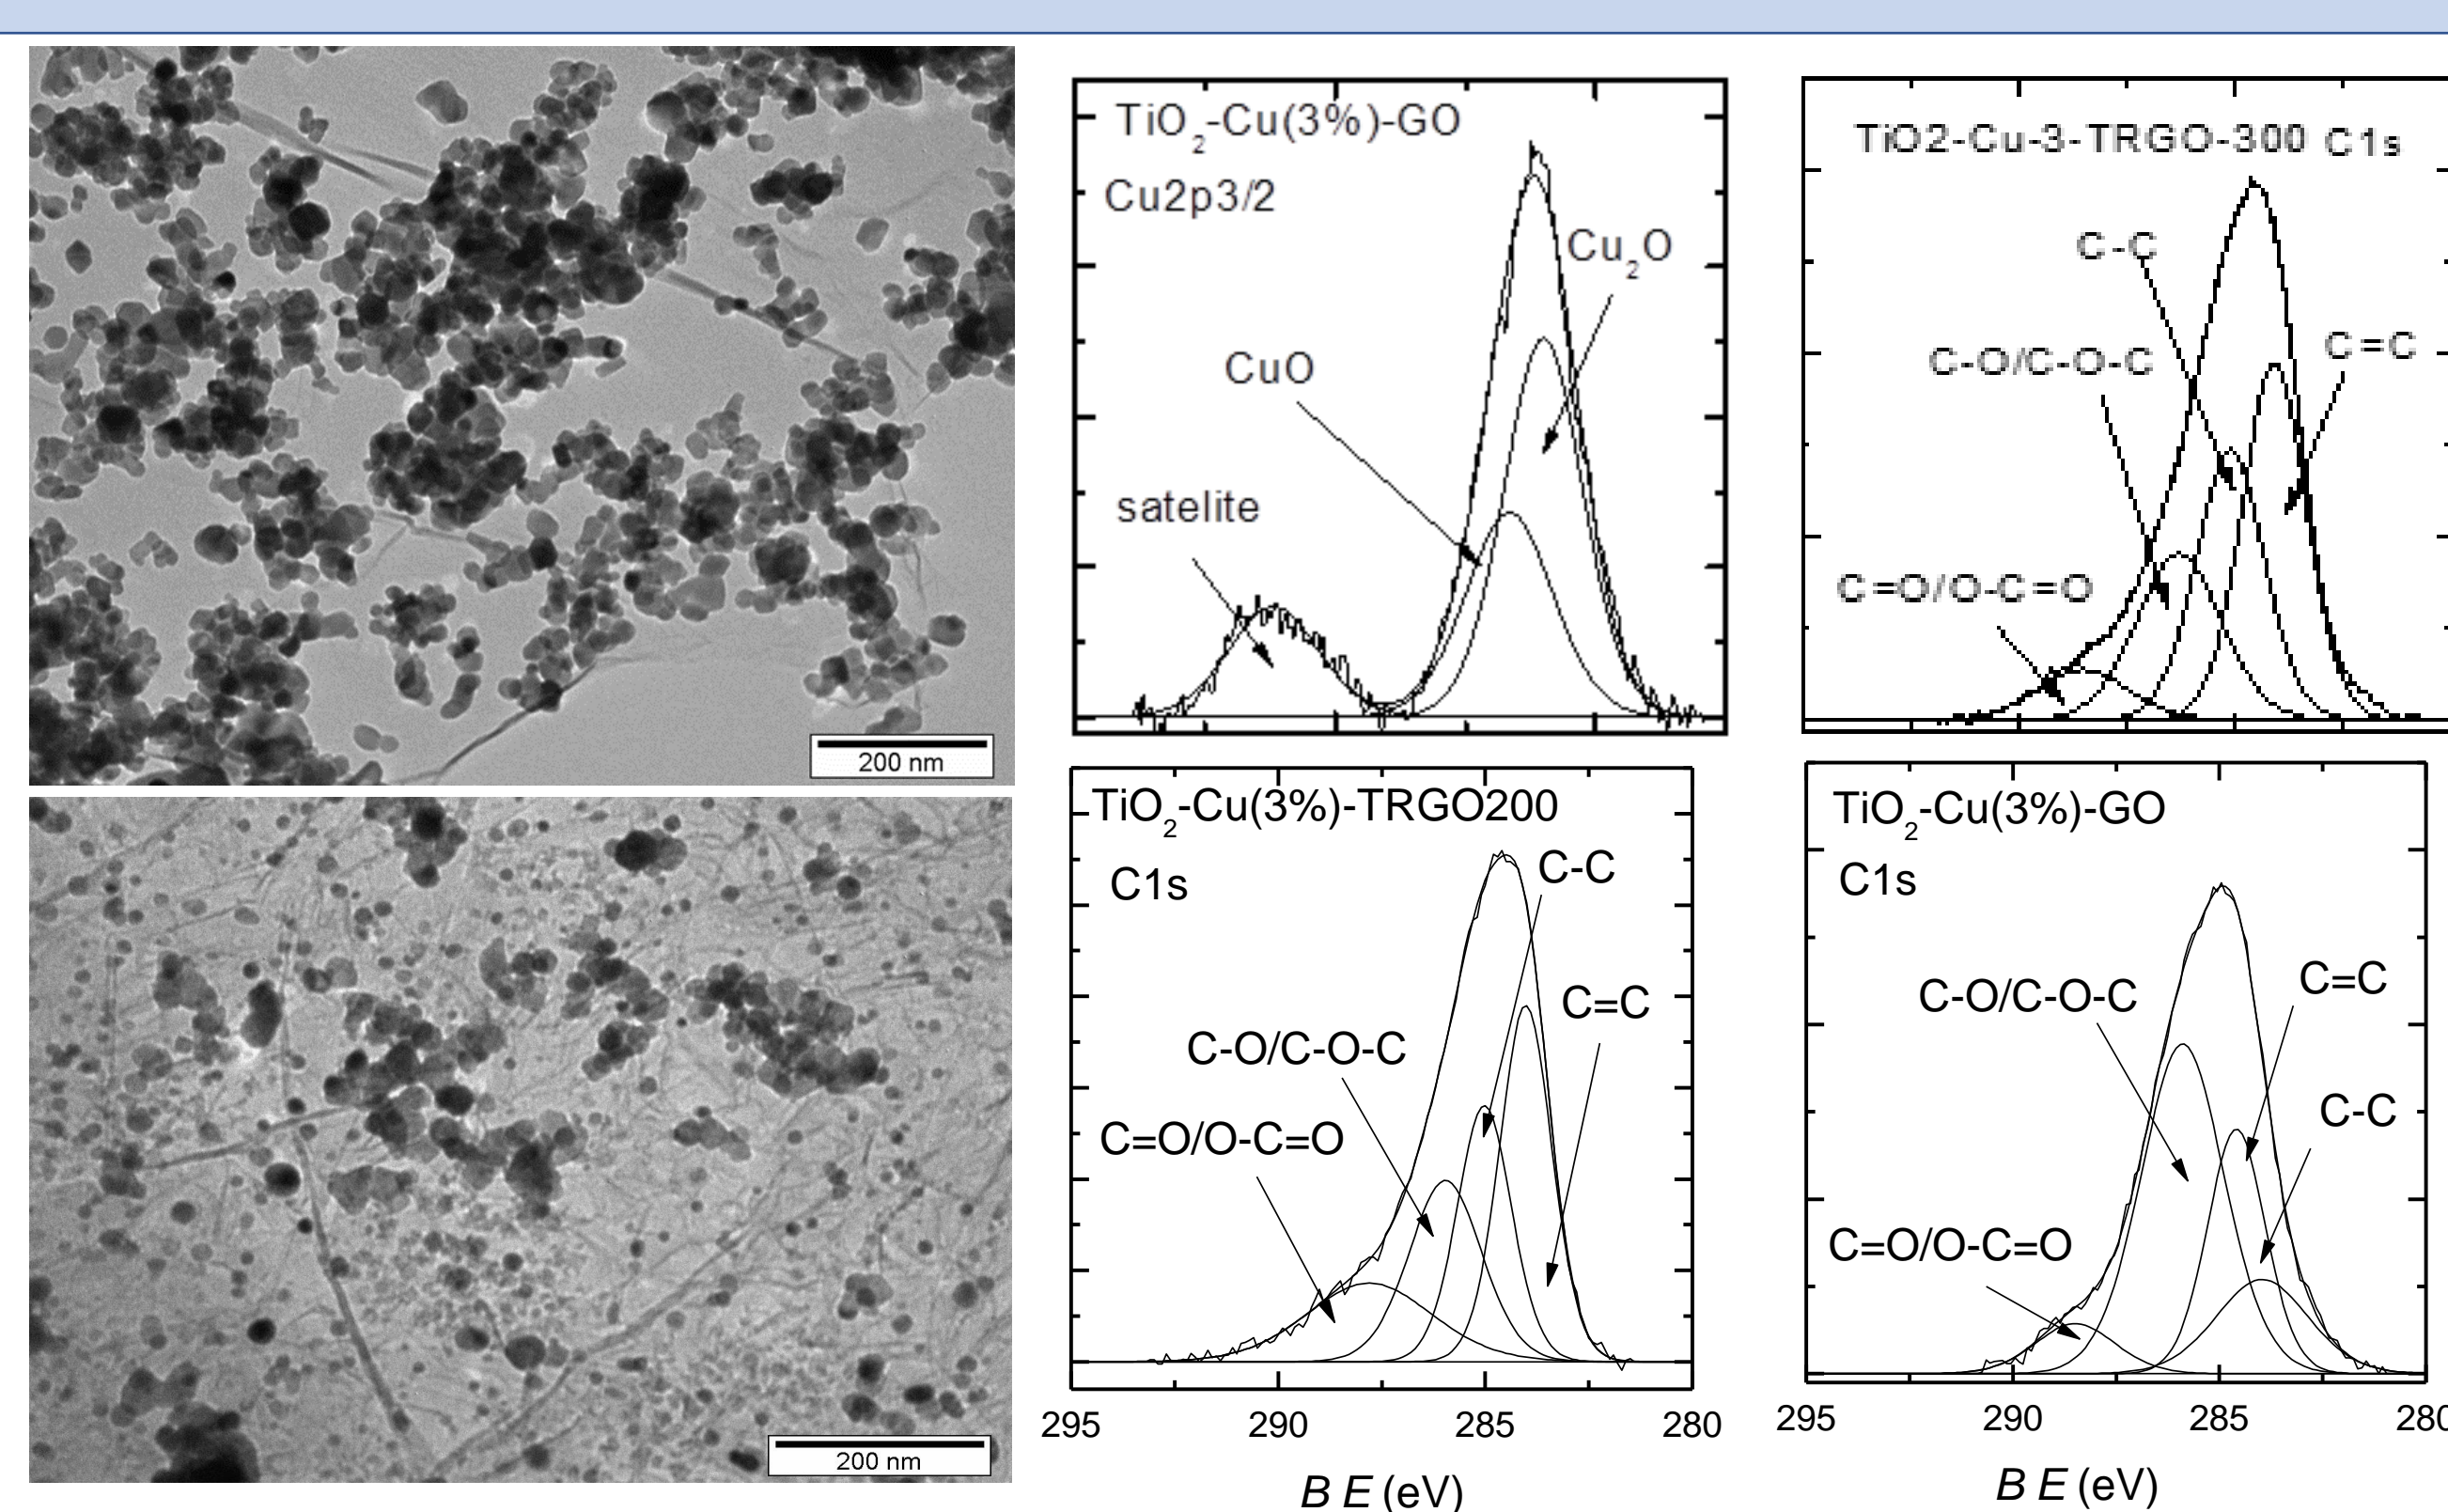 200 nm
200 nm
TiO2-Cu(3%)-GO
Cu2p3/2
Cu2O
CuO
satelite
TiO2-Cu-3-TRGO-300 C1s
C-C
C=C
C-O/C-O-C
C=O/O-C=O
TiO2-Cu(3%)-TRGO200
C1s
C-C
C=C
C-O/C-O-C
C=O/O-C=O
295 290 285 280
B E (eV)
TiO2-Cu(3%)-GO
C1s
C=C
C-O/C-O-C
C-C
C=O/O-C=O
295 290 285 280
B E (eV)